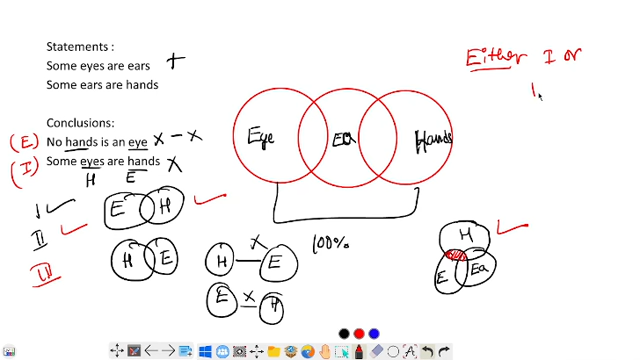 Statements :
Some eyes are ears +
Some ears are hands
Either I or
Conclusions:
(E) No hands is an eye X - X
(I) Some eyes are hands X
H E
Eye Ea Hands
I
E H
II
III
H E
H X E
100%
E X H
H
E Ea